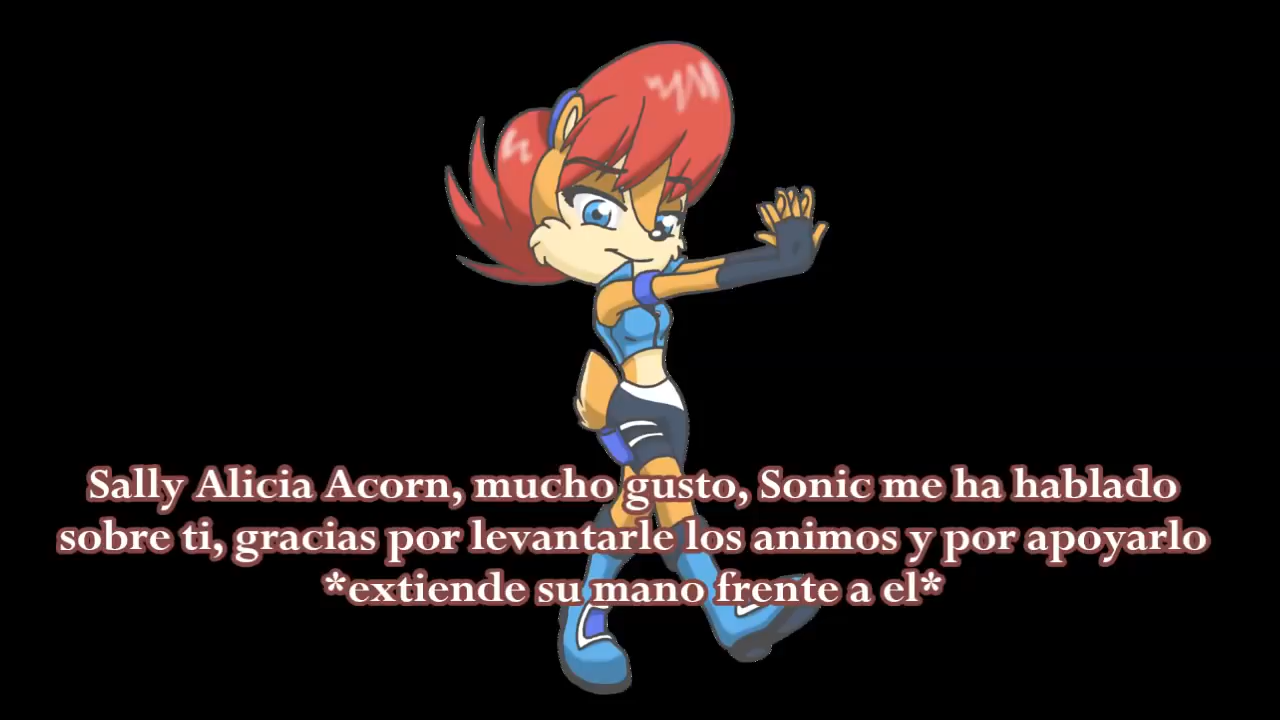 Sally Alicia Acorn, mucho gusto, Sonic me ha hablado
sobre ti, gracias por levantarle los animos y por apoyarlo
*extiende su mano frente a el*